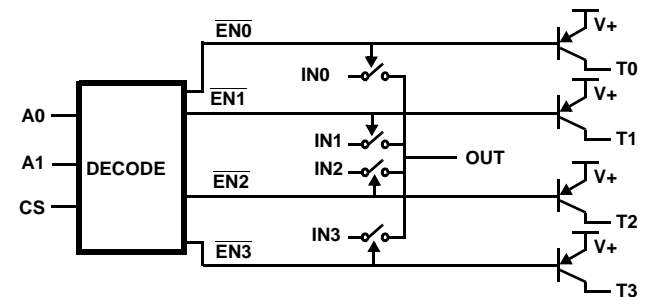 EN0
V+
IN0
T0
EN1
V+
A0
IN1
T1
A1
DECODE
IN2
OUT
EN2
V+
CS
T2
IN3
EN3
V+
T3